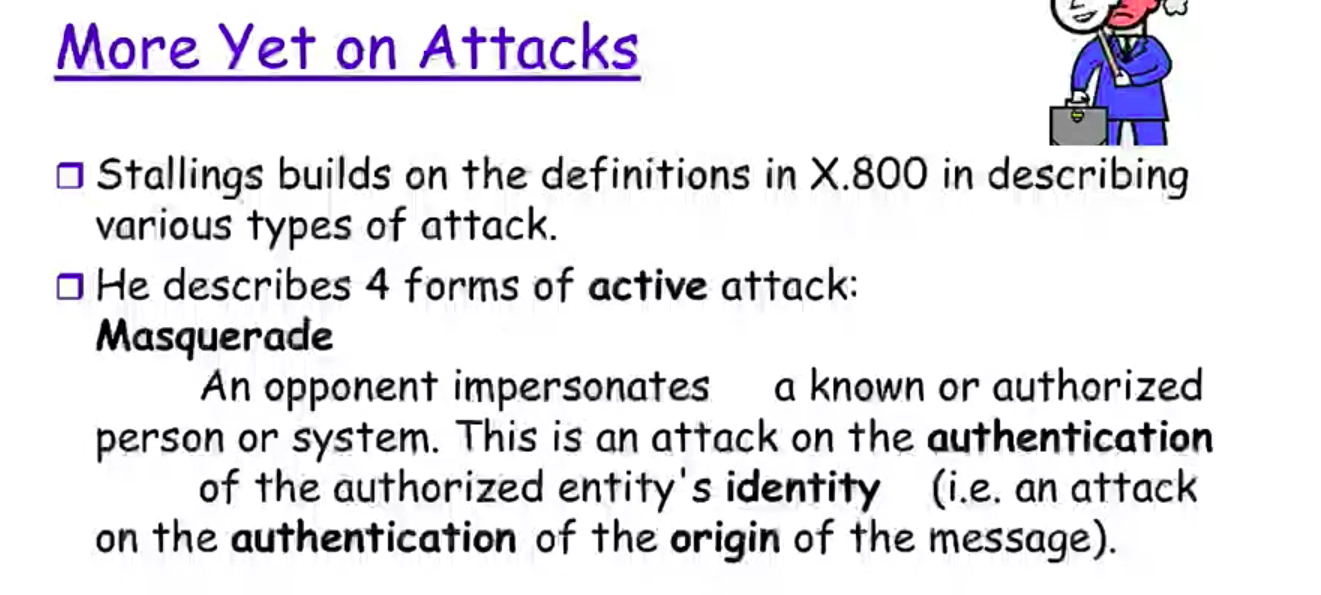 More Yet on Attacks
Stallings builds on the definitions in X.800 in describing
various types of attack.
He describes 4 forms of active attack:
Masquerade
An opponent impersonates a known or authorized
person or system. This is an attack on the authentication
of the authorized entity's identity (i.e. an attack
on the authentication of the origin of the message).